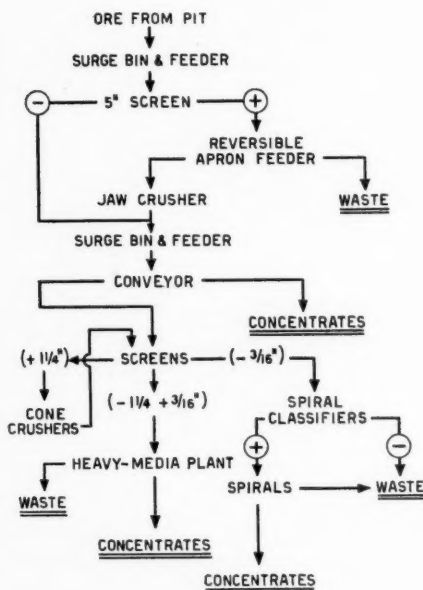 ORE FROM PIT
SURGE BIN & FEEDER
− 5" SCREEN +
REVERSIBLE
APRON FEEDER
JAW CRUSHER
WASTE
SURGE BIN & FEEDER
CONVEYOR
CONCENTRATES
(+ 1 1/4") SCREENS (− 3/16")
CONE
CRUSHERS
(− 1 1/4 + 3/16")
SPIRAL
CLASSIFIERS
+ −
HEAVY-MEDIA PLANT
SPIRALS
WASTE
WASTE
CONCENTRATES
CONCENTRATES